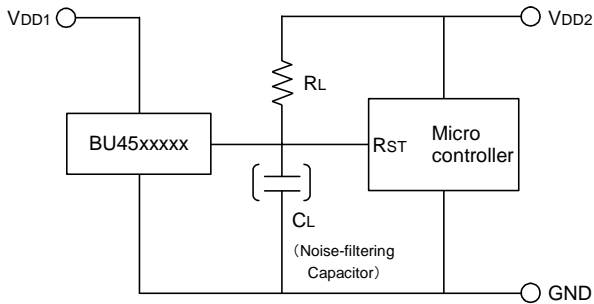 VDD1
VDD2
RL
BU45xxxxx
RST
Micro
controller
CL
（Noise-filtering
Capacitor）
GND